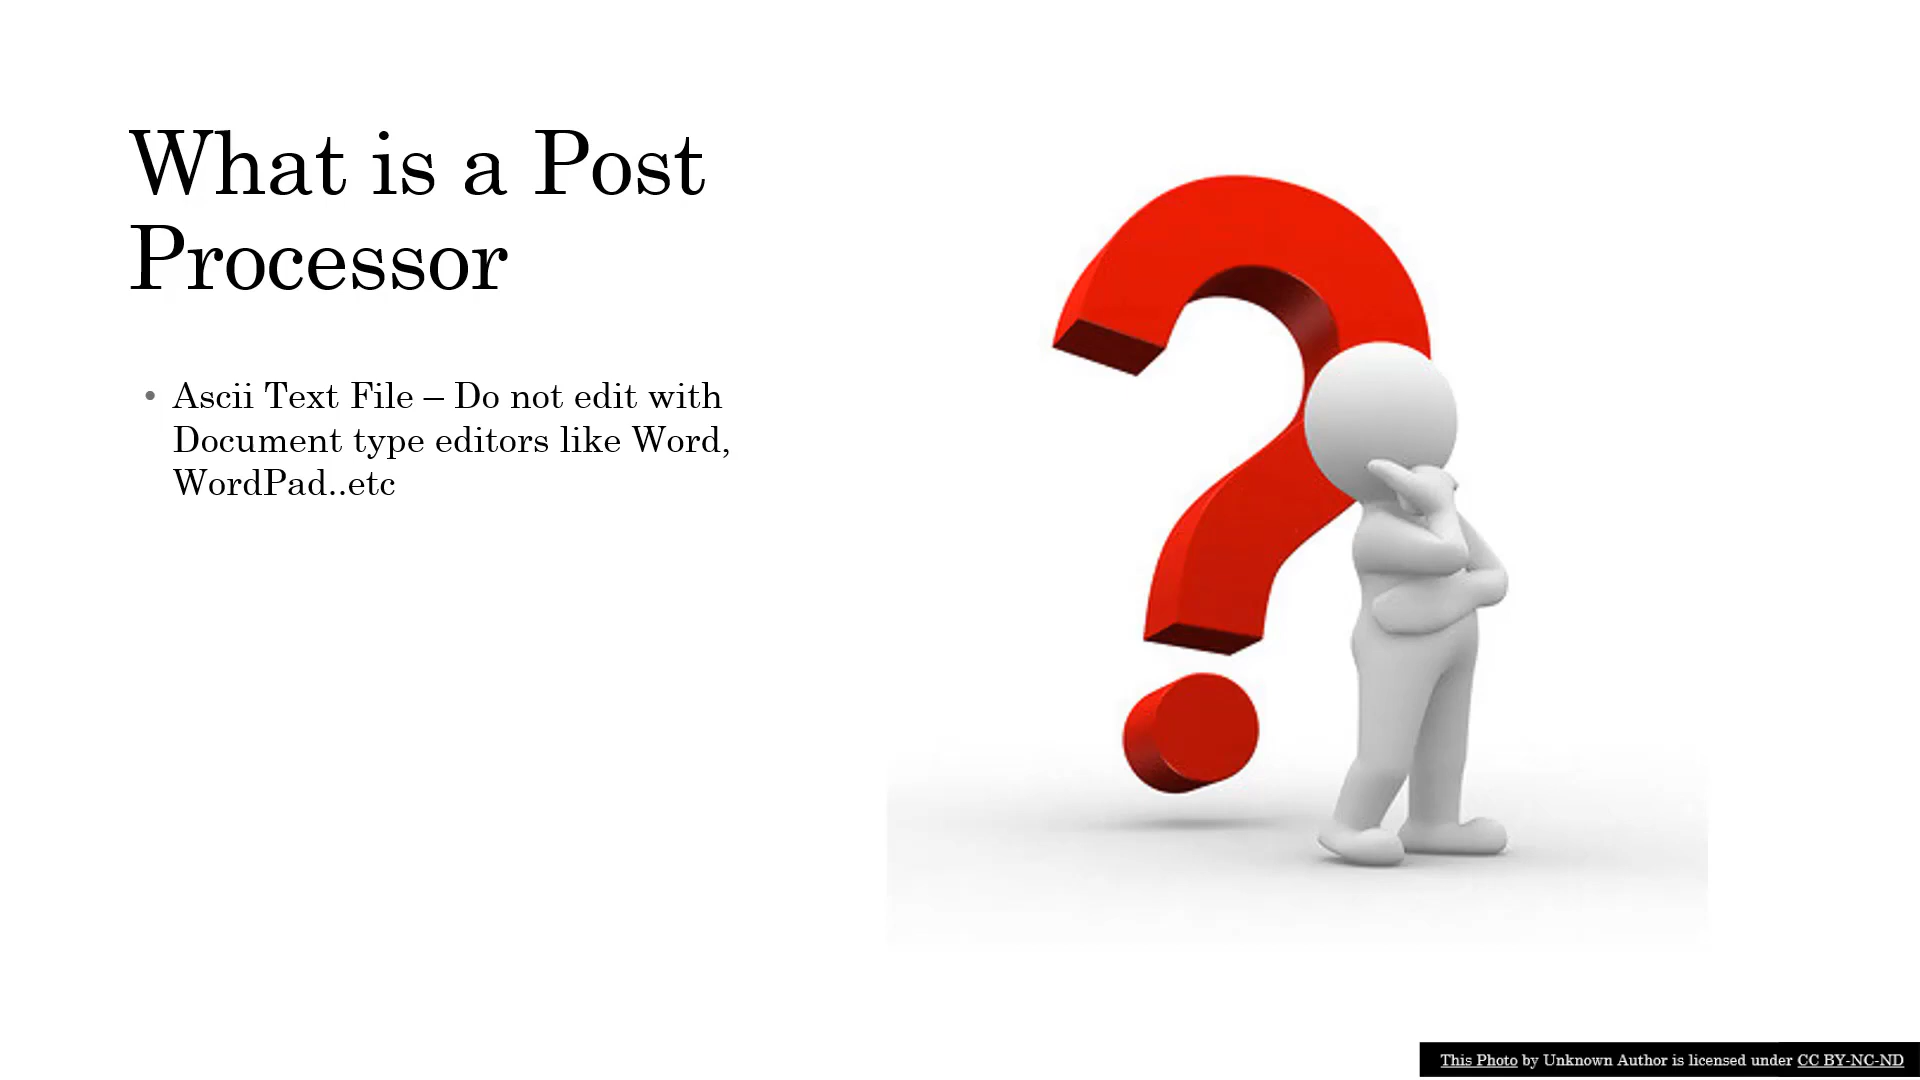 What is a Post
Processor
• Ascii Text File – Do not edit with
Document type editors like Word,
WordPad..etc
This Photo by Unknown Author is licensed under CC BY-NC-ND